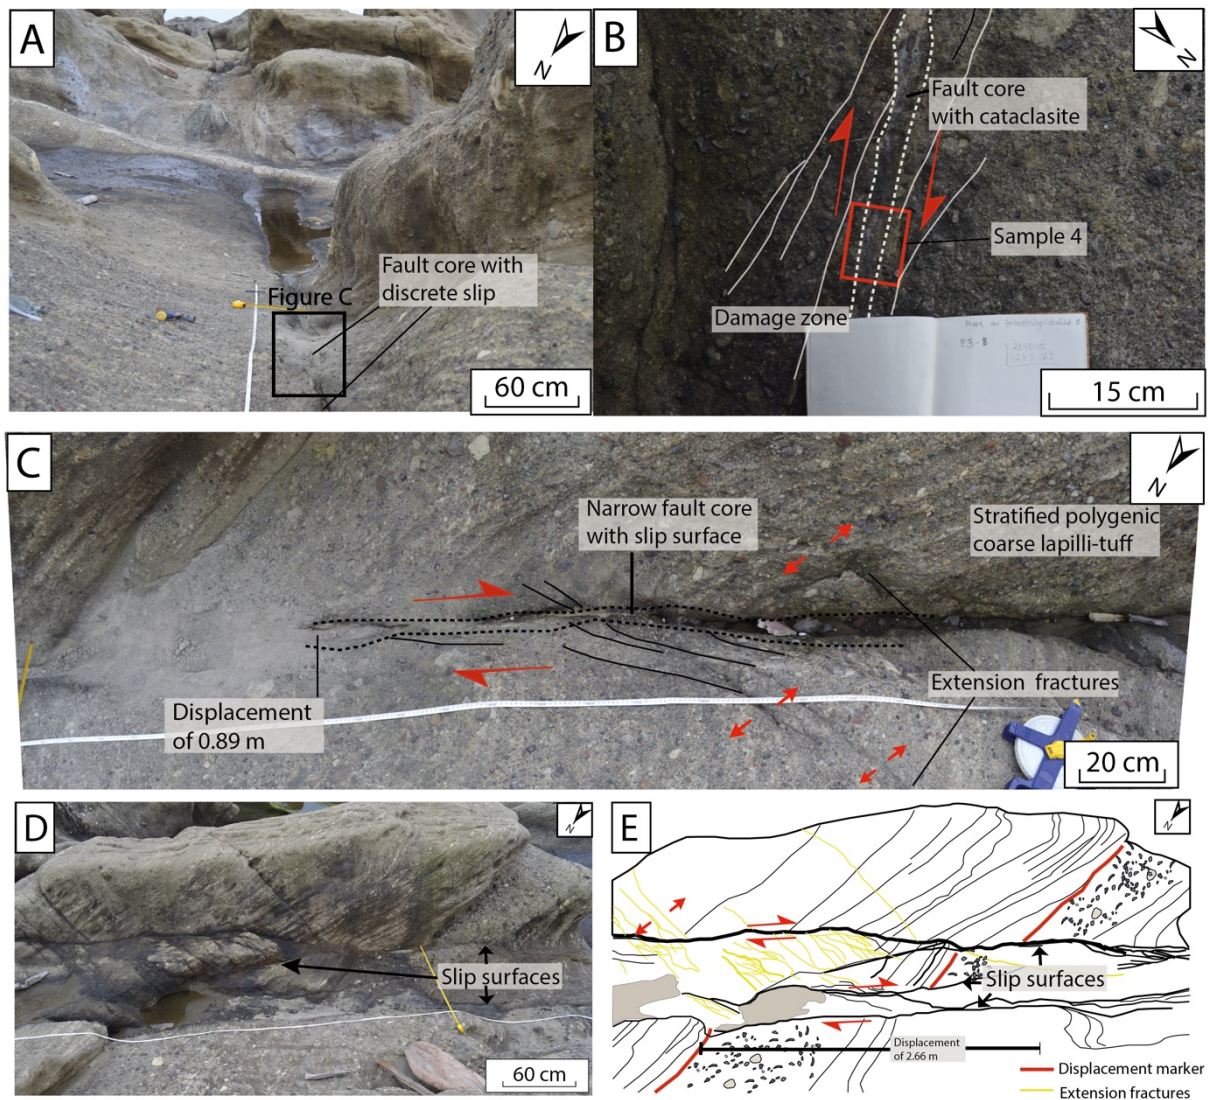 A
N
Figure C
Fault core with
discrete slip
60 cm
B
N
Fault core
with cataclasite
Sample 4
Damage zone
F3-8
15 cm
C
N
Narrow fault core
with slip surface
Stratified polygenic
coarse lapilli-tuff
Displacement
of 0.89 m
Extension fractures
20 cm
D
N
Slip surfaces
60 cm
E
N
Slip surfaces
Displacement
of 2.66 m
Displacement marker
Extension fractures